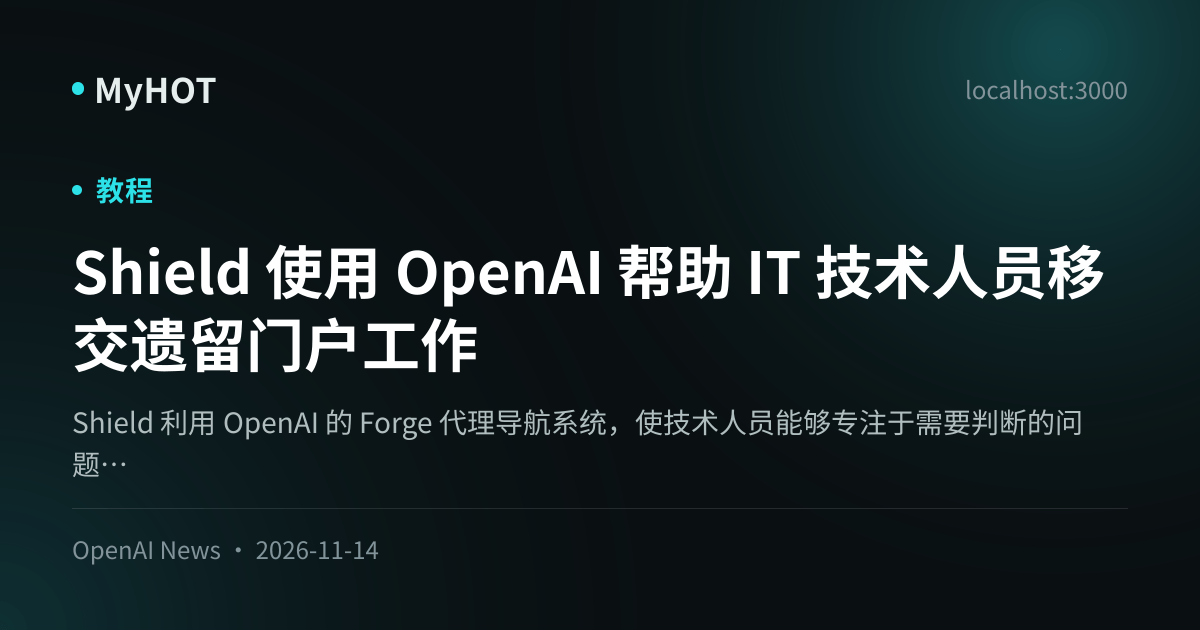 MyHOT
localhost:3000
教程
Shield 使用 OpenAI 帮助 IT 技术人员移
交遗留门户工作
Shield 利用 OpenAI 的 Forge 代理导航系统，使技术人员能够专注于需要判断的问
题…
OpenAI News • 2026-11-14